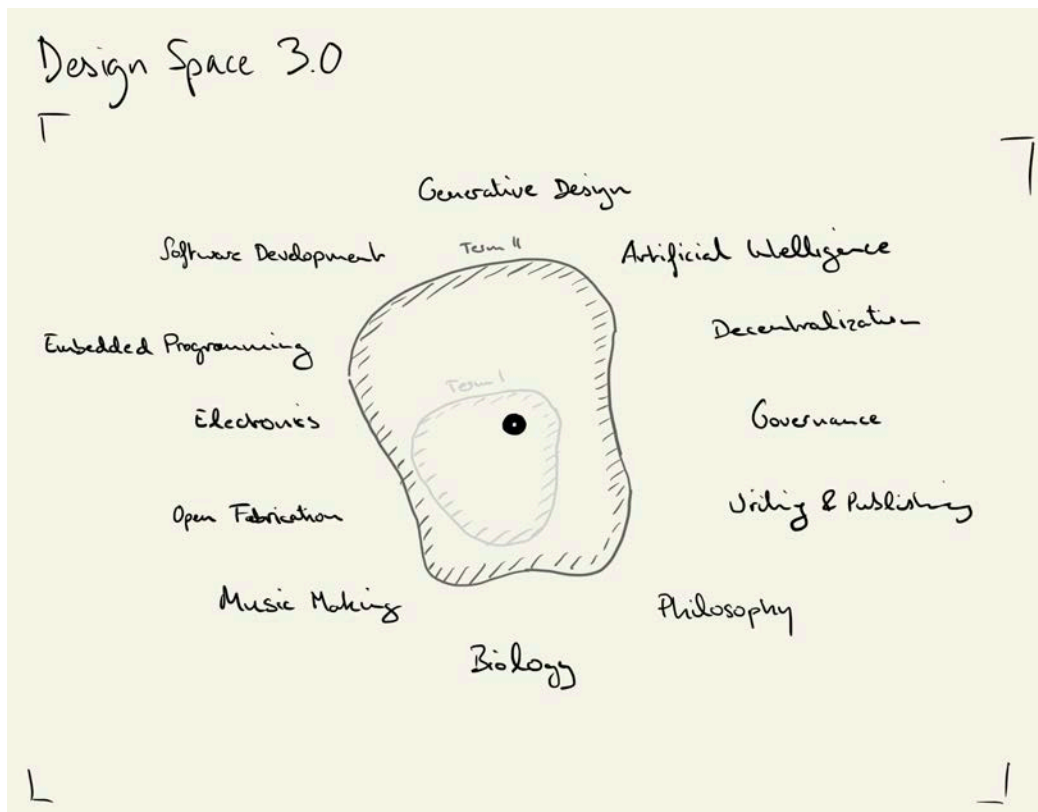 Design Space 3.0
Generative Design
Software Development
Term II
Artificial Intelligence
Embedded Programming
Decentralization
Term I
Electronics
Governance
Open Fabrication
Writing & Publishing
Music Making
Philosophy
Biology